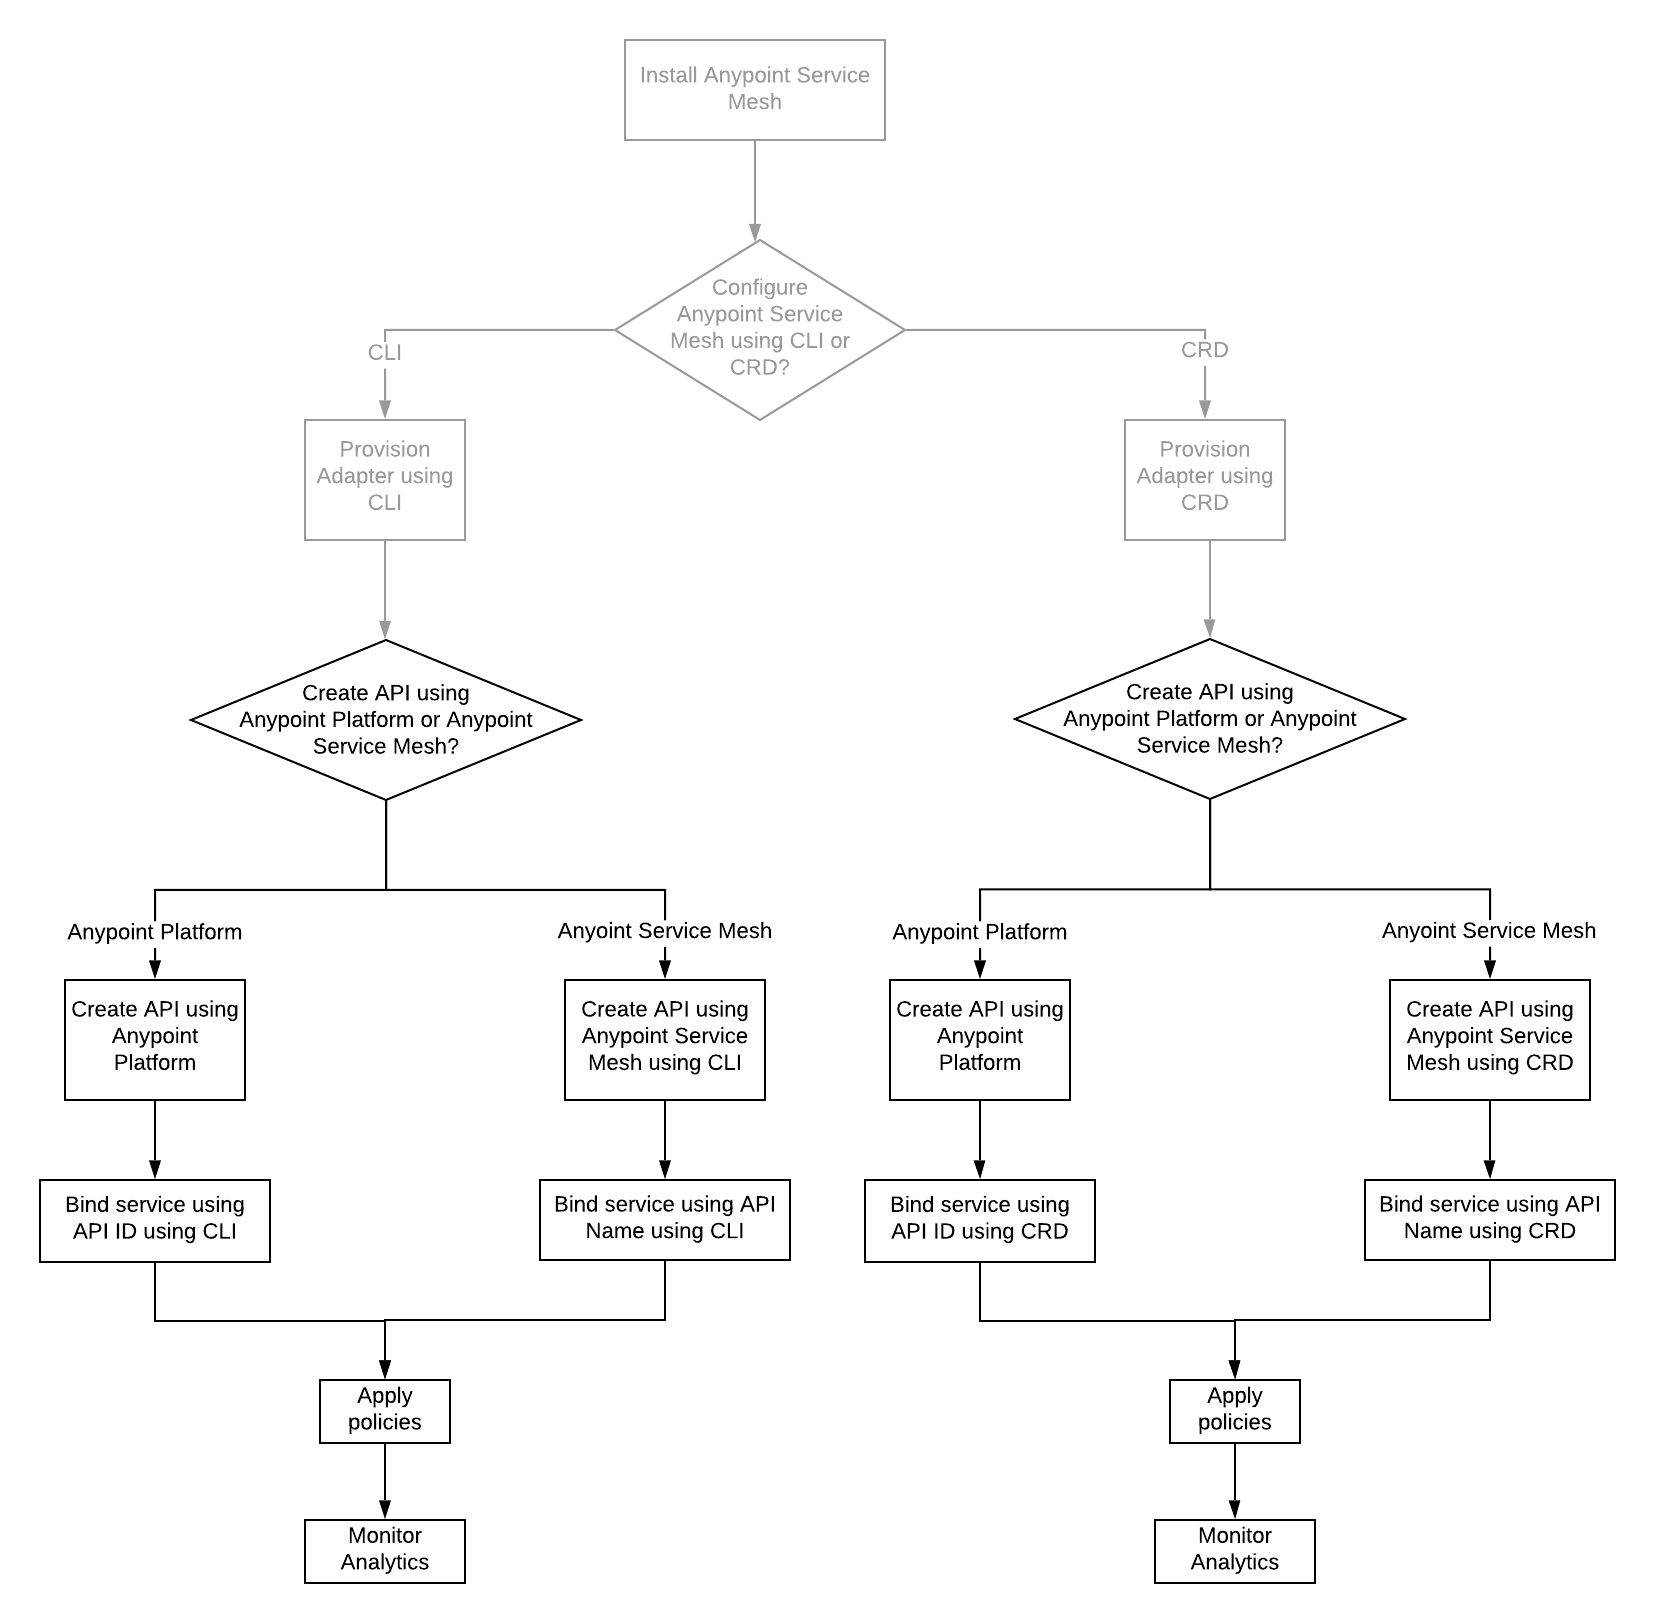 Install Anypoint Service
Mesh
Configure
Anypoint Service
Mesh using CLI or
CRD?
CLI
CRD
Provision
Adapter using
CLI
Provision
Adapter using
CRD
Create API using
Anypoint Platform or Anypoint
Service Mesh?
Create API using
Anypoint Platform or Anypoint
Service Mesh?
Anypoint Platform
Anyoint Service Mesh
Anypoint Platform
Anyoint Service Mesh
Create API using
Anypoint
Platform
Create API using
Anypoint Service
Mesh using CLI
Create API using
Anypoint
Platform
Create API using
Anypoint Service
Mesh using CRD
Bind service using
API ID using CLI
Bind service using API
Name using CLI
Bind service using
API ID using CRD
Bind service using API
Name using CRD
Apply
policies
Apply
policies
Monitor
Analytics
Monitor
Analytics